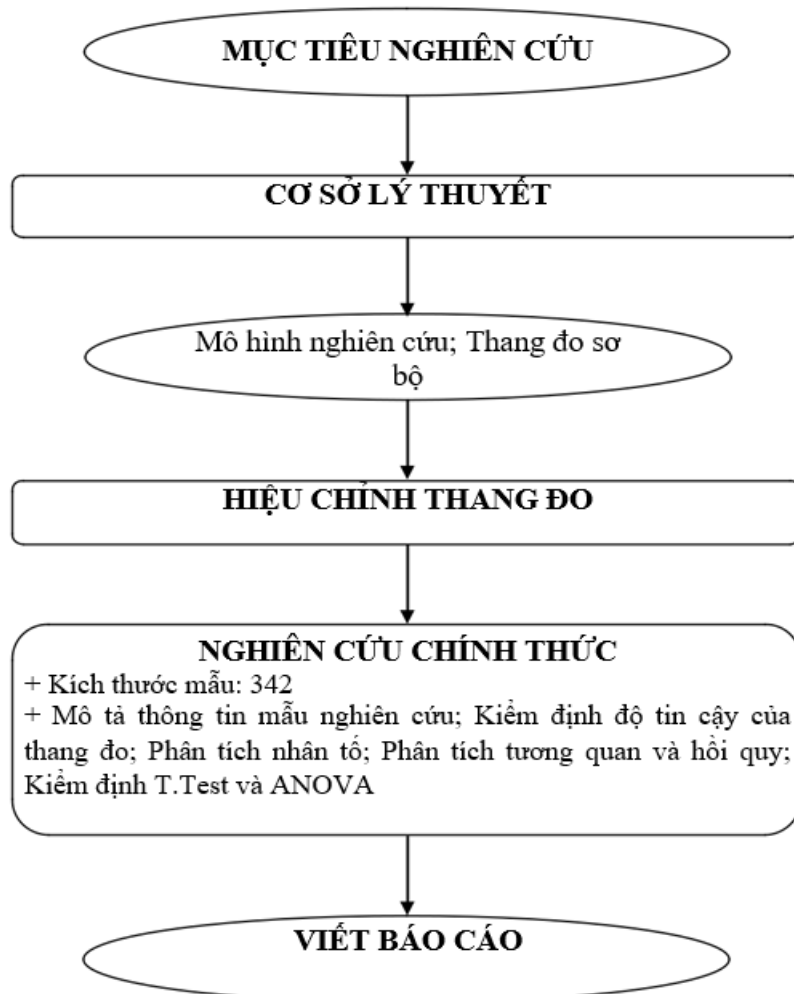 MỤC TIÊU NGHIÊN CỨU
CƠ SỞ LÝ THUYẾT
Mô hình nghiên cứu; Thang đo sơ
bộ
HIỆU CHỈNH THANG ĐO
NGHIÊN CỨU CHÍNH THỨC
+ Kích thước mẫu: 342
+ Mô tả thông tin mẫu nghiên cứu; Kiểm định độ tin cậy của
thang đo; Phân tích nhân tố; Phân tích tương quan và hồi quy;
Kiểm định T.Test và ANOVA
VIẾT BÁO CÁO